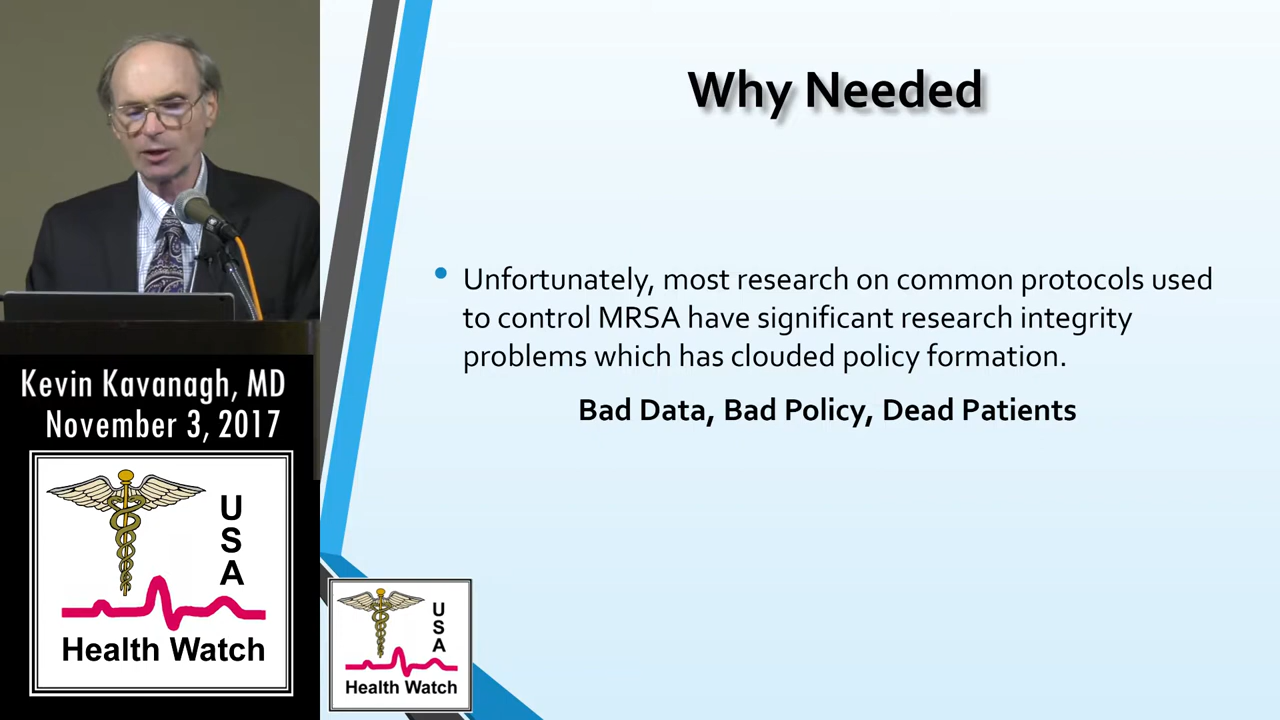 Why Needed
• Unfortunately, most research on common protocols used
to control MRSA have significant research integrity
problems which has clouded policy formation.
Bad Data, Bad Policy, Dead Patients
Kevin Kavanagh, MD
November 3, 2017
U
S
A
Health Watch
U
S
A
Health Watch